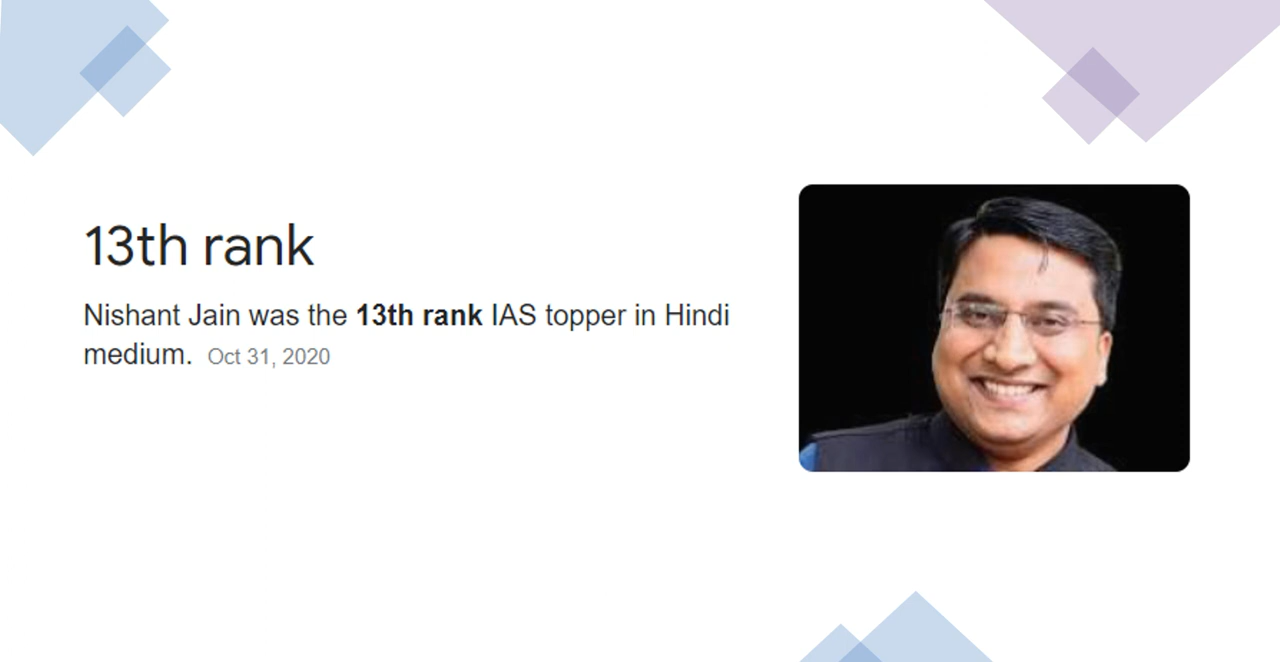 13th rank
Nishant Jain was the 13th rank IAS topper in Hindi
medium. Oct 31, 2020